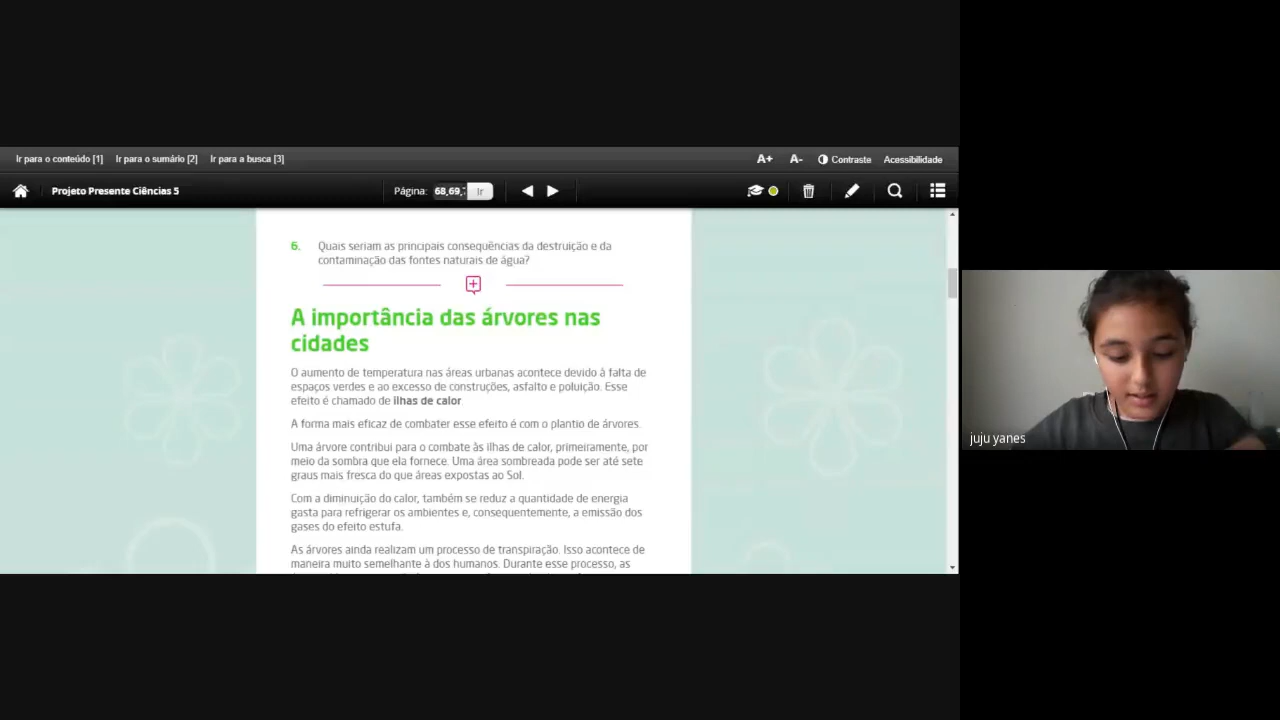 Ir para o conteúdo [1] Ir para o sumário [2] Ir para a busca [3] A+ A- Contraste Acessibilidade
Projeto Presente Ciências 5 Página: 68,69, Ir
6. Quais seriam as principais consequências da destruição e da
contaminação das fontes naturais de água?
A importância das árvores nas
cidades
O aumento de temperatura nas áreas urbanas acontece devido à falta de
espaços verdes e ao excesso de construções, asfalto e poluição. Esse
efeito é chamado de ilhas de calor
A forma mais eficaz de combater esse efeito é com o plantio de árvores.
Uma árvore contribui para o combate às ilhas de calor, primeiramente, por
meio da sombra que ela fornece. Uma área sombreada pode ser até sete
graus mais fresca do que áreas expostas ao Sol.
Com a diminuição do calor, também se reduz a quantidade de energia
gasta para refrigerar os ambientes e, consequentemente, a emissão dos
gases do efeito estufa.
As árvores ainda realizam um processo de transpiração. Isso acontece de
maneira muito semelhante à dos humanos. Durante esse processo, as
juju yanes